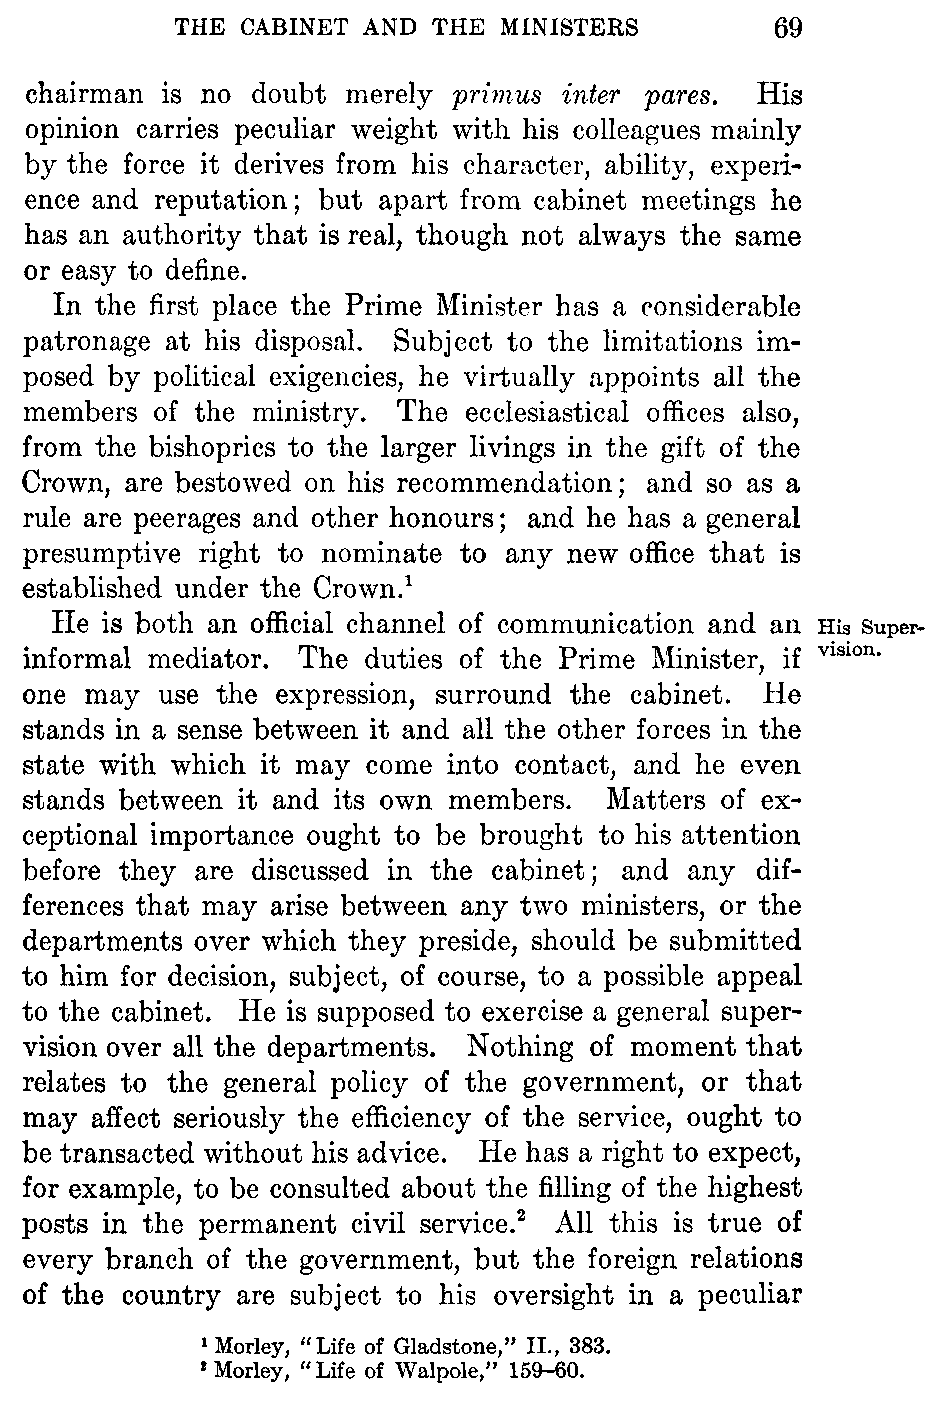 THE CABINET AND THE MINISTERS 69
chairman is no doubt merely primus inter pares. His
opinion carries peculiar weight with his colleagues mainly
by the force it derives from his character, ability, experi-
ence and reputation; but apart from cabinet meetings he
has an authority that is real, though not always the same
or easy to define.
In the first place the Prime Minister has a considerable
patronage at his disposal. Subject to the limitations im-
posed by political exigencies, he virtually appoints all the
members of the ministry. The ecclesiastical offices also,
from the bishoprics to the larger livings in the gift of the
Crown, are bestowed on his recommendation; and so as a
rule are peerages and other honours; and he has a general
presumptive right to nominate to any new office that is
established under the Crown.¹
He is both an official channel of communication and an
His Super-
vision.
informal mediator. The duties of the Prime Minister, if
one may use the expression, surround the cabinet. He
stands in a sense between it and all the other forces in the
state with which it may come into contact, and he even
stands between it and its own members. Matters of ex-
ceptional importance ought to be brought to his attention
before they are discussed in the cabinet; and any dif-
ferences that may arise between any two ministers, or the
departments over which they preside, should be submitted
to him for decision, subject, of course, to a possible appeal
to the cabinet. He is supposed to exercise a general super-
vision over all the departments. Nothing of moment that
relates to the general policy of the government, or that
may affect seriously the efficiency of the service, ought to
be transacted without his advice. He has a right to expect,
for example, to be consulted about the filling of the highest
posts in the permanent civil service.² All this is true of
every branch of the government, but the foreign relations
of the country are subject to his oversight in a peculiar
¹ Morley, "Life of Gladstone," II., 383.
² Morley, "Life of Walpole," 159–60.